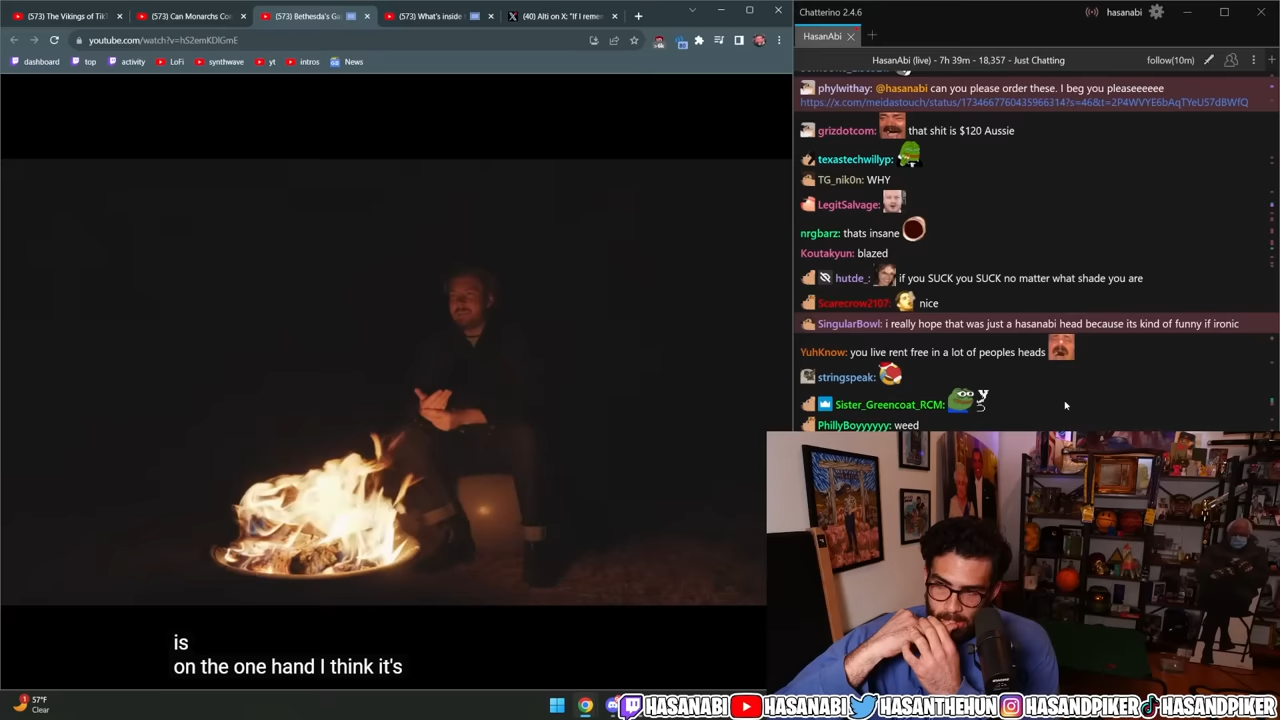 (573) The Vikings of TikT
(573) Can Monarchs Co
(573) Bethesda's Ga
(573) What's inside
(40) Alti on X: "If I reme
youtube.com/watch?v=hS2emKDlGmE
dashboard
top
activity
LoFi
synthwave
yt
intros
News
is
on the one hand I think it's
57°F
Clear
Chatterino 2.4.6
hasanabi
HasanAbi
HasanAbi (live) - 7h 39m - 18,357 - Just Chatting
follow(10m)
phylwithay: @hasanabi can you please order these. I beg you pleaseeeeee
https://x.com/meidastouch/status/1734667760435966314?s=46&t=2P4WVYE6bAqTYeU57dBWfQ
grizdotcom: that shit is $120 Aussie
texastechwillyp:
TG_nik0n: WHY
LegitSalvage:
nrgbarz: thats insane
Koutakyun: blazed
hutde_: if you SUCK you SUCK no matter what shade you are
Scarecrow2107: nice
SingularBowl: i really hope that was just a hasanabi head because its kind of funny if ironic
YuhKnow: you live rent free in a lot of peoples heads
stringspeak:
Sister_Greencoat_RCM:
PhillyBoyyyyyy: weed
HASANABI
HASANABI
HASANTHEHUN
HASANDPIKER
HASANDPIKER